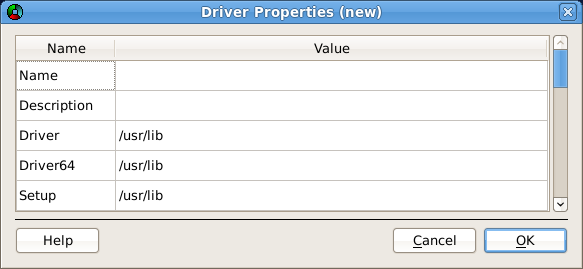 Driver Properties (new)
Name Value
Name
Description
Driver /usr/lib
Driver64 /usr/lib
Setup /usr/lib
Help Cancel OK